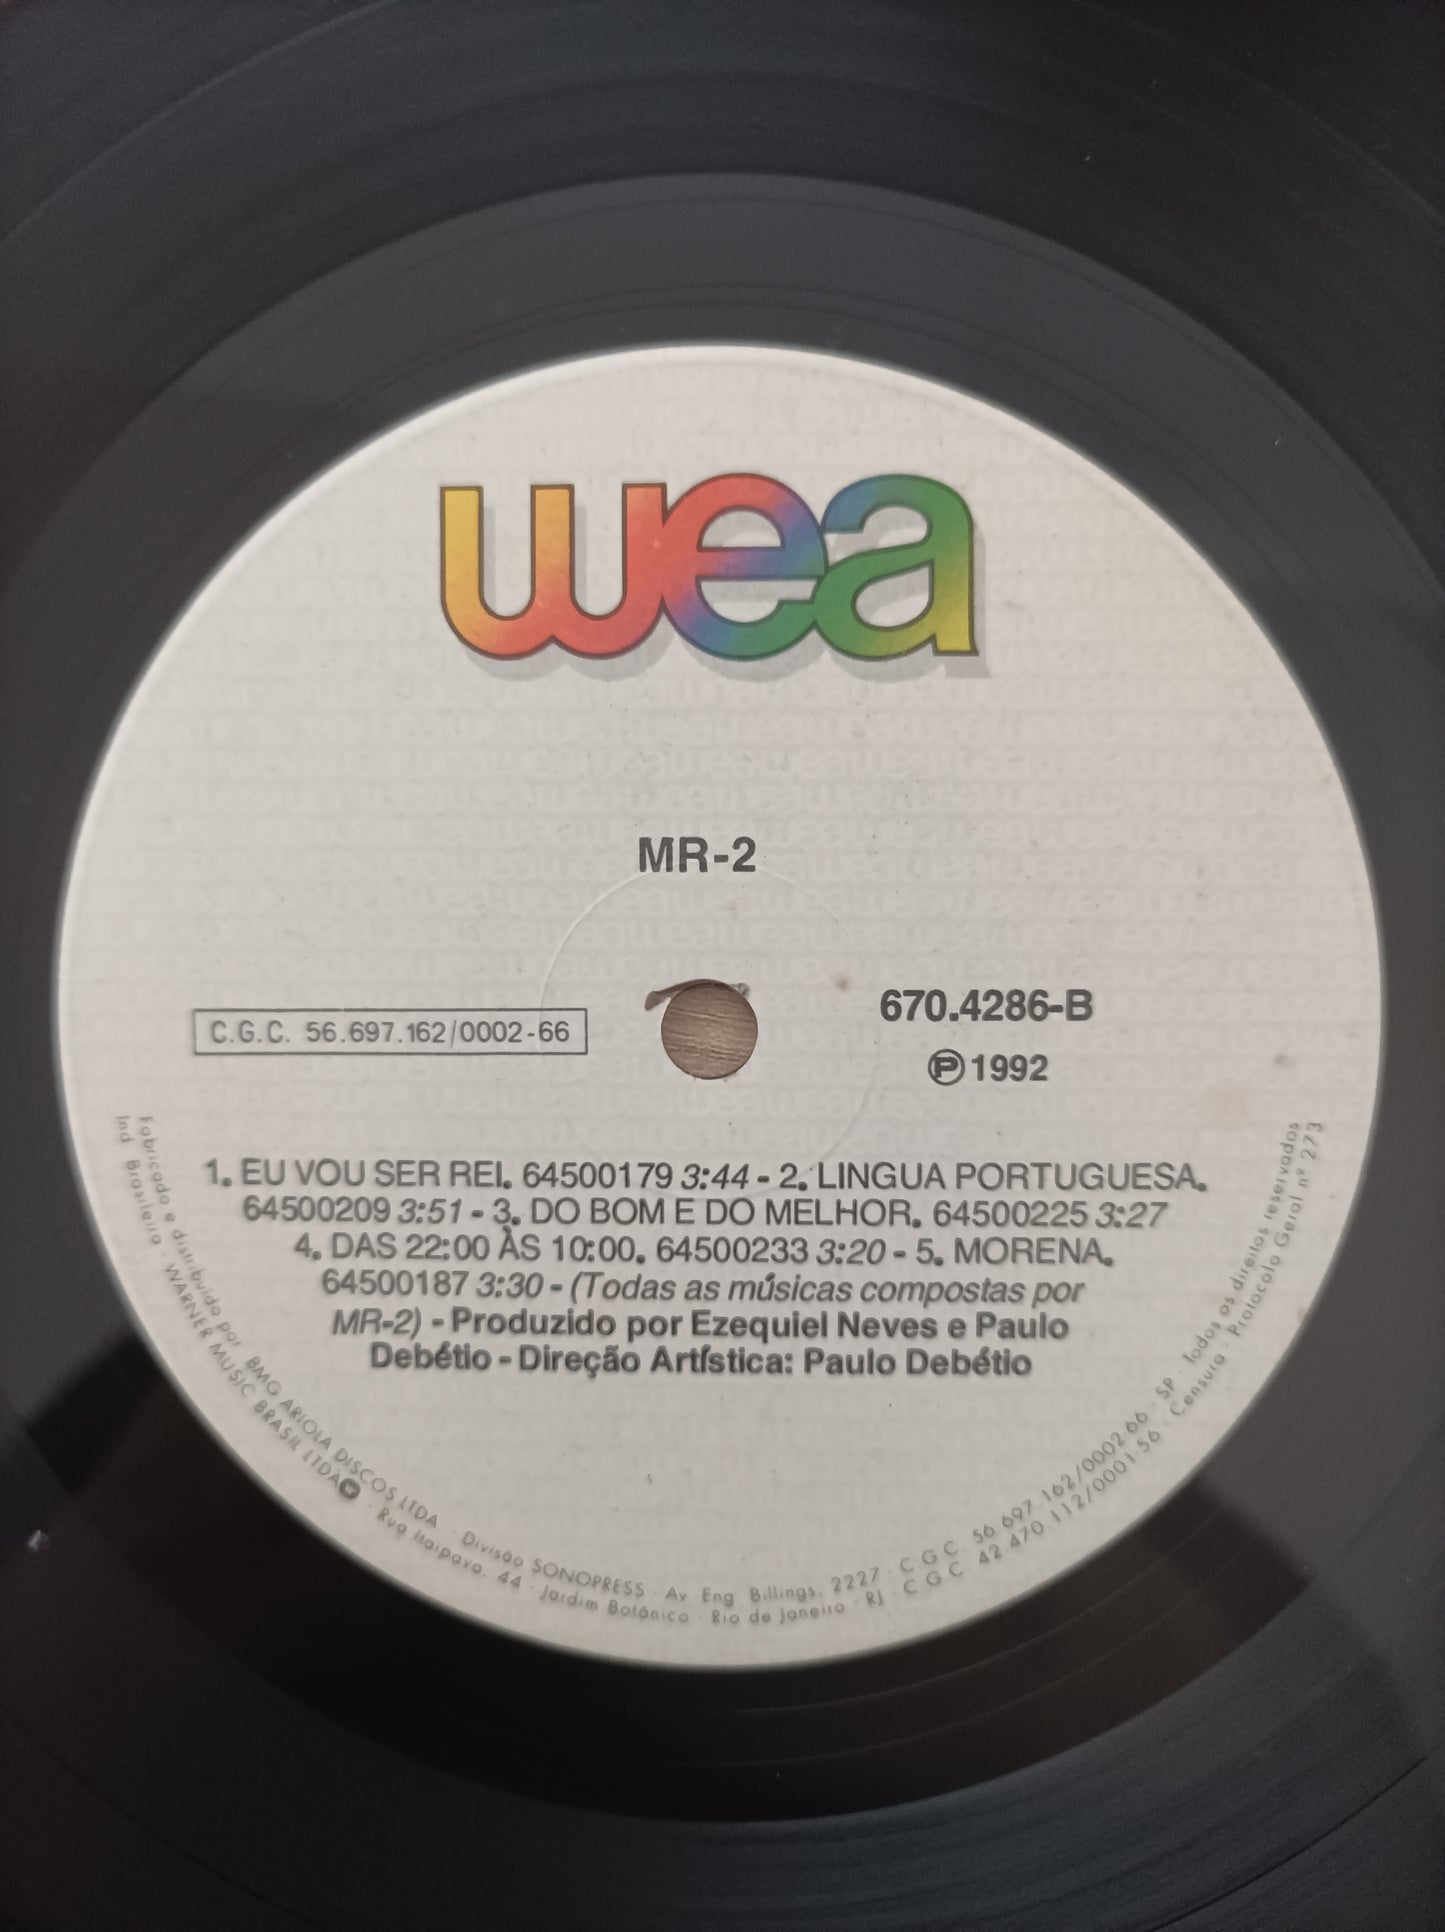 wea
MR-2
C.G.C. 56.697.162/0002-66
670.4286-B
Ⓟ1992
1. EU VOU SER REI. 64500179 3:44 - 2. LINGUA PORTUGUESA.
64500209 3:51 - 3. DO BOM E DO MELHOR. 64500225 3:27
4. DAS 22:00 ÀS 10:00. 64500233 3:20 - 5. MORENA.
64500187 3:30 - (Todas as músicas compostas por
MR-2) - Produzido por Ezequiel Neves e Paulo
Debétio - Direção Artística: Paulo Debétio
Fabricado e distribuido por BMG ARIOLA DISCOS LTDA · Divisão SONOPRESS · Av Eng Billings, 2227 · C.G.C. 56 697 162/0002 66 · SP · Todos os direitos reservados
Ind Brasileira · WARNER MUSIC BRASIL LTDA · Rua Itaipava, 44 · Jardim Botânico · Rio de Janeiro · RJ · C G C 42 470 112/0001-56 · Censura · Protocolo Geral nº 273